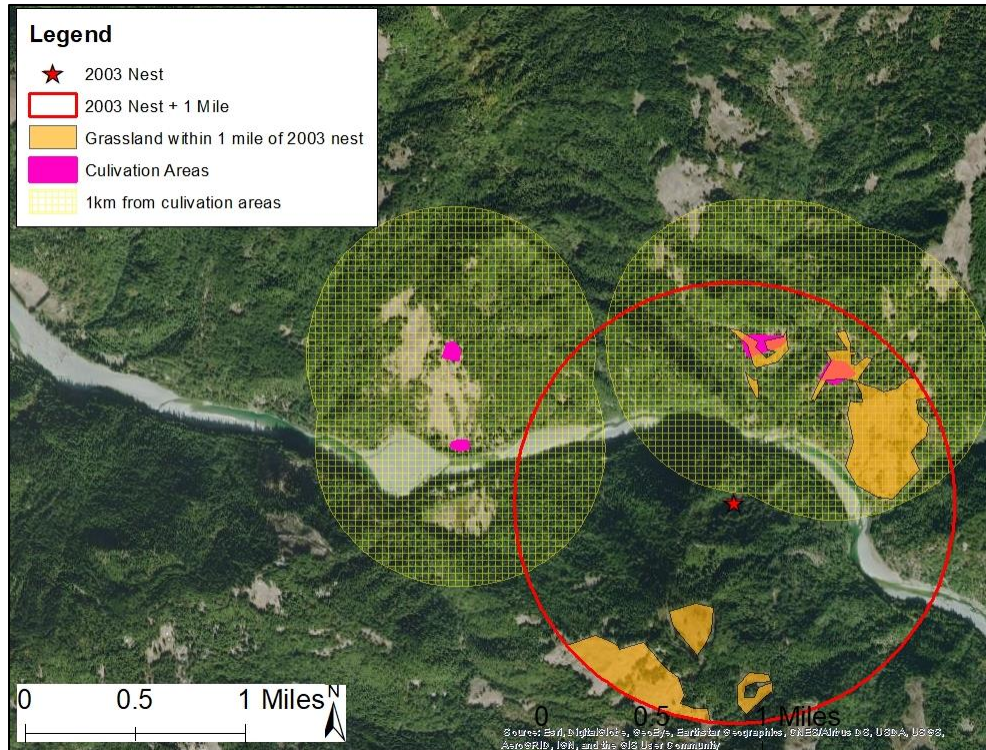 Legend
2003 Nest
2003 Nest + 1 Mile
Grassland within 1 mile of 2003 nest
Culivation Areas
1km from culivation areas
0 0.5 1 Miles
N
0 0.5 1 Miles
Source: Esri, DigitalGlobe, GeoEye, Earthstar Geographics, CNES/Airbus DS, USDA, USGS,
AeroGRID, IGN, and the GIS User Community